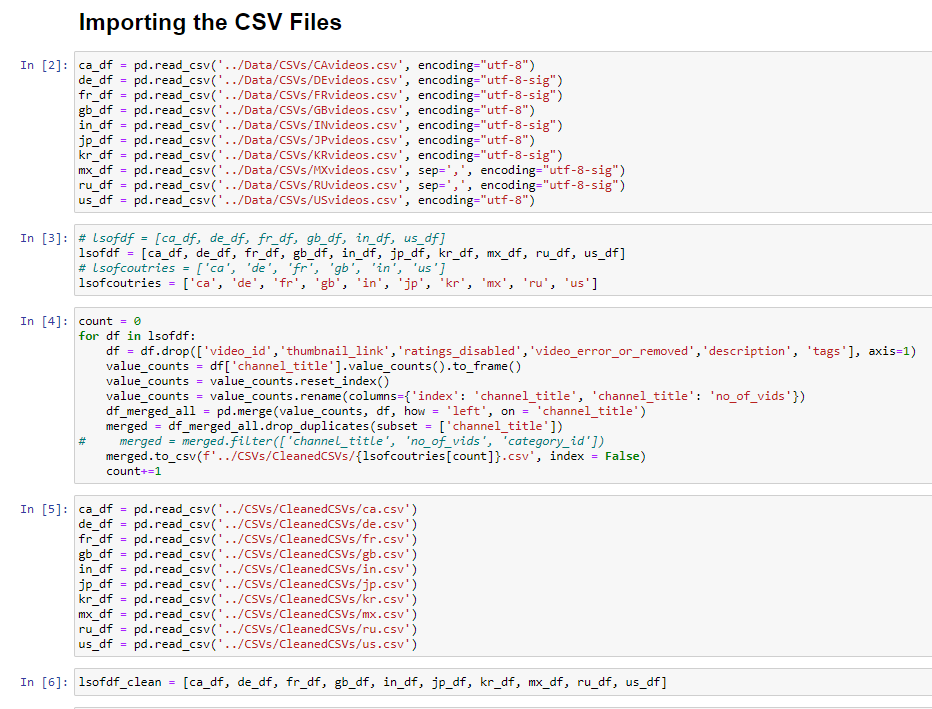 Importing the CSV Files
In [2]: ca_df = pd.read_csv('../Data/CSVs/CAvideos.csv', encoding="utf-8")
de_df = pd.read_csv('../Data/CSVs/DEvideos.csv', encoding="utf-8-sig")
fr_df = pd.read_csv('../Data/CSVs/FRvideos.csv', encoding="utf-8-sig")
gb_df = pd.read_csv('../Data/CSVs/GBvideos.csv', encoding="utf-8")
in_df = pd.read_csv('../Data/CSVs/INvideos.csv', encoding="utf-8-sig")
jp_df = pd.read_csv('../Data/CSVs/JPvideos.csv', encoding="utf-8")
kr_df = pd.read_csv('../Data/CSVs/KRvideos.csv', encoding="utf-8-sig")
mx_df = pd.read_csv('../Data/CSVs/MXvideos.csv', sep=',', encoding="utf-8-sig")
ru_df = pd.read_csv('../Data/CSVs/RUvideos.csv', sep=',', encoding="utf-8-sig")
us_df = pd.read_csv('../Data/CSVs/USvideos.csv', encoding="utf-8")
In [3]: # lsofdf = [ca_df, de_df, fr_df, gb_df, in_df, us_df]
lsofdf = [ca_df, de_df, fr_df, gb_df, in_df, jp_df, kr_df, mx_df, ru_df, us_df]
# lsofcoutries = ['ca', 'de', 'fr', 'gb', 'in', 'us']
lsofcoutries = ['ca', 'de', 'fr', 'gb', 'in', 'jp', 'kr', 'mx', 'ru', 'us']
In [4]: count = 0
for df in lsofdf:
    df = df.drop(['video_id','thumbnail_link','ratings_disabled','video_error_or_removed','description', 'tags'], axis=1)
    value_counts = df['channel_title'].value_counts().to_frame()
    value_counts = value_counts.reset_index()
    value_counts = value_counts.rename(columns={'index': 'channel_title', 'channel_title': 'no_of_vids'})
    df_merged_all = pd.merge(value_counts, df, how = 'left', on = 'channel_title')
    merged = df_merged_all.drop_duplicates(subset = ['channel_title'])
#     merged = merged.filter(['channel_title', 'no_of_vids', 'category_id'])
    merged.to_csv(f'../CSVs/CleanedCSVs/{lsofcoutries[count]}.csv', index = False)
    count+=1
In [5]: ca_df = pd.read_csv('../CSVs/CleanedCSVs/ca.csv')
de_df = pd.read_csv('../CSVs/CleanedCSVs/de.csv')
fr_df = pd.read_csv('../CSVs/CleanedCSVs/fr.csv')
gb_df = pd.read_csv('../CSVs/CleanedCSVs/gb.csv')
in_df = pd.read_csv('../CSVs/CleanedCSVs/in.csv')
jp_df = pd.read_csv('../CSVs/CleanedCSVs/jp.csv')
kr_df = pd.read_csv('../CSVs/CleanedCSVs/kr.csv')
mx_df = pd.read_csv('../CSVs/CleanedCSVs/mx.csv')
ru_df = pd.read_csv('../CSVs/CleanedCSVs/ru.csv')
us_df = pd.read_csv('../CSVs/CleanedCSVs/us.csv')
In [6]: lsofdf_clean = [ca_df, de_df, fr_df, gb_df, in_df, jp_df, kr_df, mx_df, ru_df, us_df]